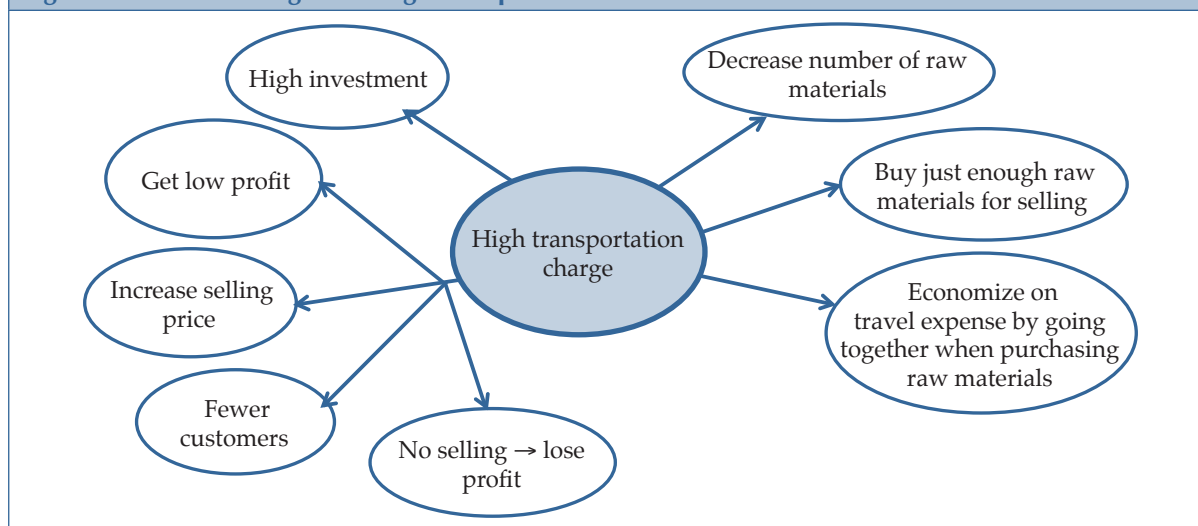 High investment
Get low profit
Increase selling
price
Fewer
customers
No selling → lose
profit
High transportation
charge
Decrease number of raw
materials
Buy just enough raw
materials for selling
Economize on
travel expense by going
together when purchasing
raw materials